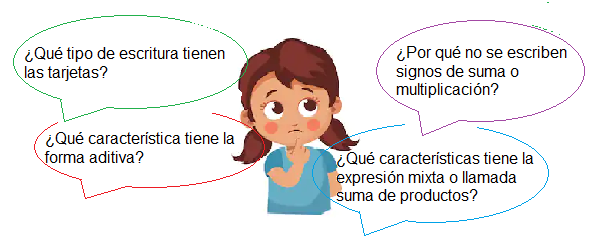 ¿Qué tipo de escritura tienen
las tarjetas?
¿Por qué no se escriben
signos de suma o
multiplicación?
¿Qué característica tiene la
forma aditiva?
¿Qué características tiene la
expresión mixta o llamada
suma de productos?